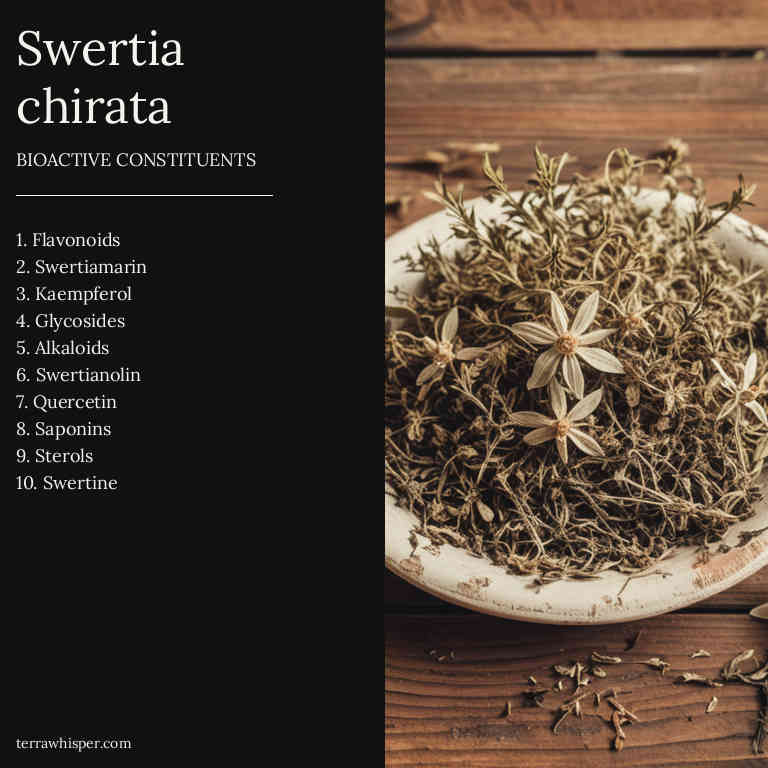 Swertia
chirata
BIOACTIVE CONSTITUENTS
1. Flavonoids
2. Swertiamarin
3. Kaempferol
4. Glycosides
5. Alkaloids
6. Swertianolin
7. Quercetin
8. Saponins
9. Sterols
10. Swertine
terrawhisper.com